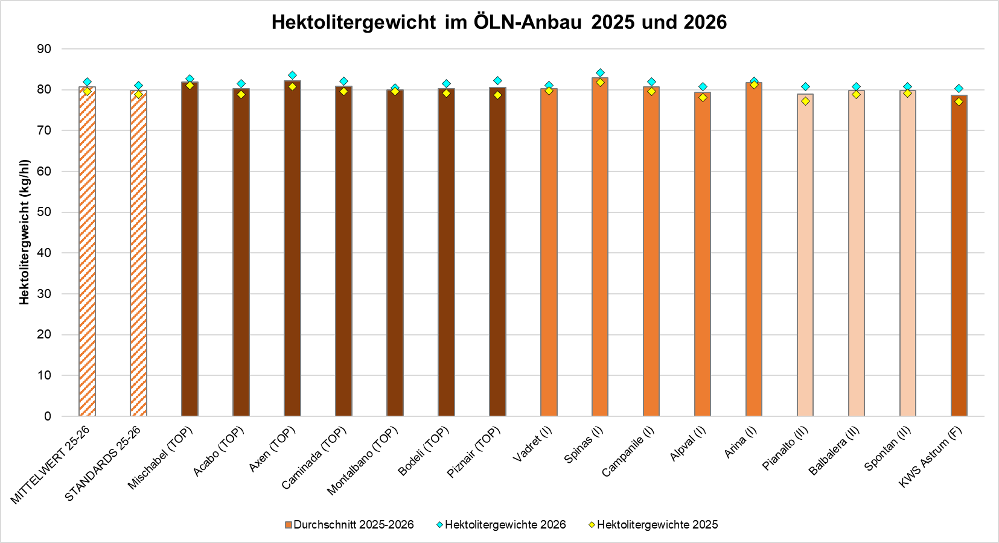 Hektolitergewicht im ÖLN-Anbau 2025 und 2026
Hektolitergweicht (kg/hl)
90
80
70
60
50
40
30
20
10
0
MITTELWERT 25-26
STANDARDS 25-26
Mischabel (TOP)
Acabo (TOP)
Axen (TOP)
Caminada (TOP)
Montalbano (TOP)
Bodeli (TOP)
Piznair (TOP)
Vadret (I)
Spinas (I)
Campanile (I)
Alpval (I)
Arina (I)
Pianalto (II)
Balbalera (II)
Spontan (II)
KWS Astrum (F)
Durchschnitt 2025-2026
Hektolitergewichte 2026
Hektolitergewichte 2025